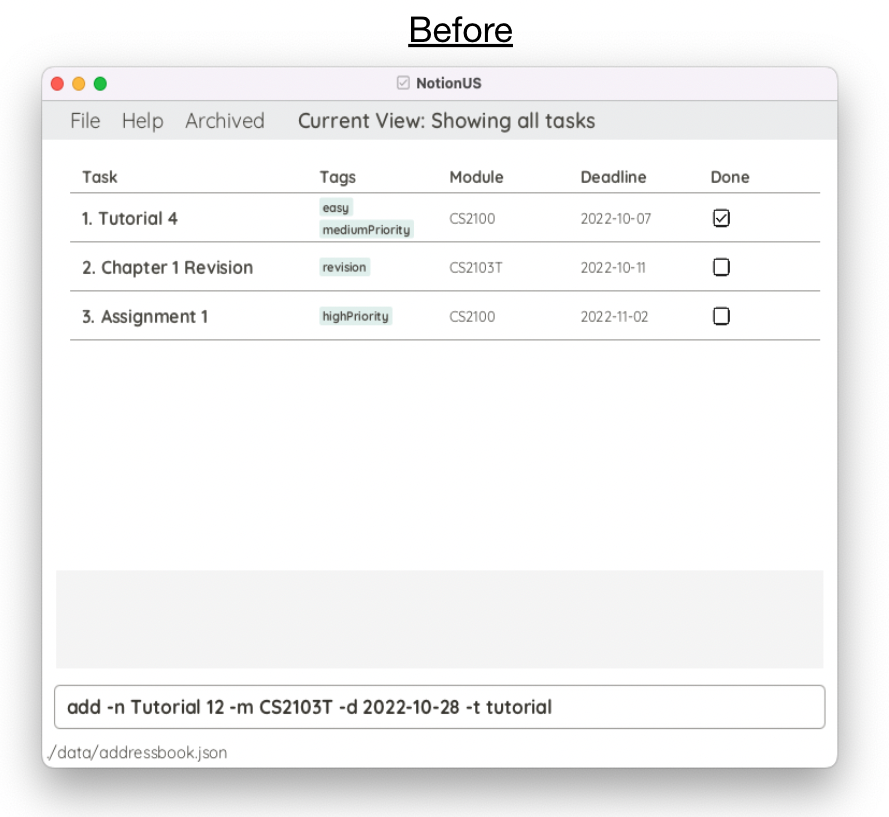 Before
NotionUS
File Help Archived Current View: Showing all tasks
Task Tags Module Deadline Done
1. Tutorial 4 easy mediumPriority CS2100 2022-10-07
2. Chapter 1 Revision revision CS2103T 2022-10-11
3. Assignment 1 highPriority CS2100 2022-11-02
add -n Tutorial 12 -m CS2103T -d 2022-10-28 -t tutorial
./data/addressbook.json